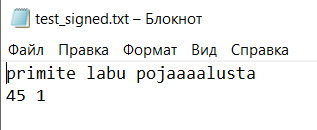 test_signed.txt – Блокнот
Файл Правка Формат Вид Справка
primite labu pojaaaalusta
45 1